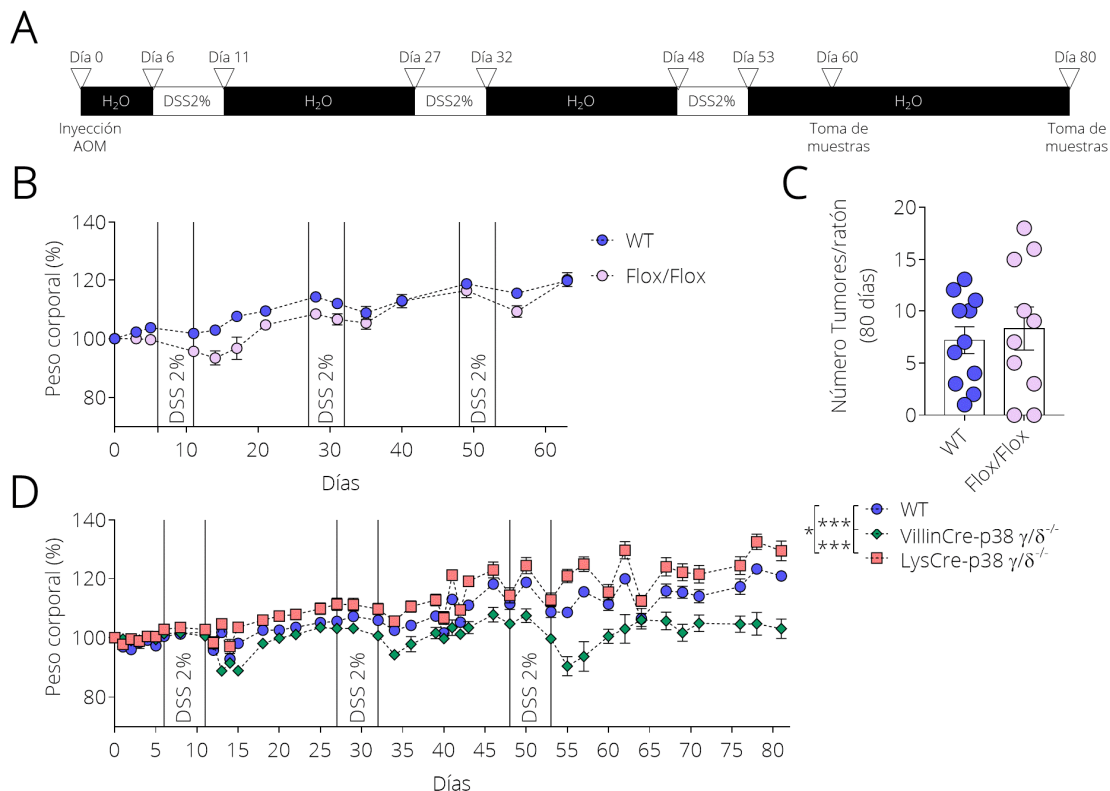 A
Día 0 Día 6 Día 11 Día 27 Día 32 Día 48 Día 53 Día 60 Día 80
H₂O DSS2% H₂O DSS2% H₂O DSS2% H₂O
Inyección Toma de Toma de
AOM muestras muestras
B
Peso corporal (%)
140
120
100
80
DSS 2% DSS 2% DSS 2%
0 10 20 30 40 50 60
Días
WT
Flox/Flox
C
Número Tumores/ratón
(80 días)
20
15
10
5
0
WT Flox/Flox
D
Peso corporal (%)
140
120
100
80
DSS 2% DSS 2% DSS 2%
0 5 10 15 20 25 30 35 40 45 50 55 60 65 70 75 80
Días
WT
VillinCre-p38 γ/δ⁻/⁻
LysCre-p38 γ/δ⁻/⁻
* ***
***